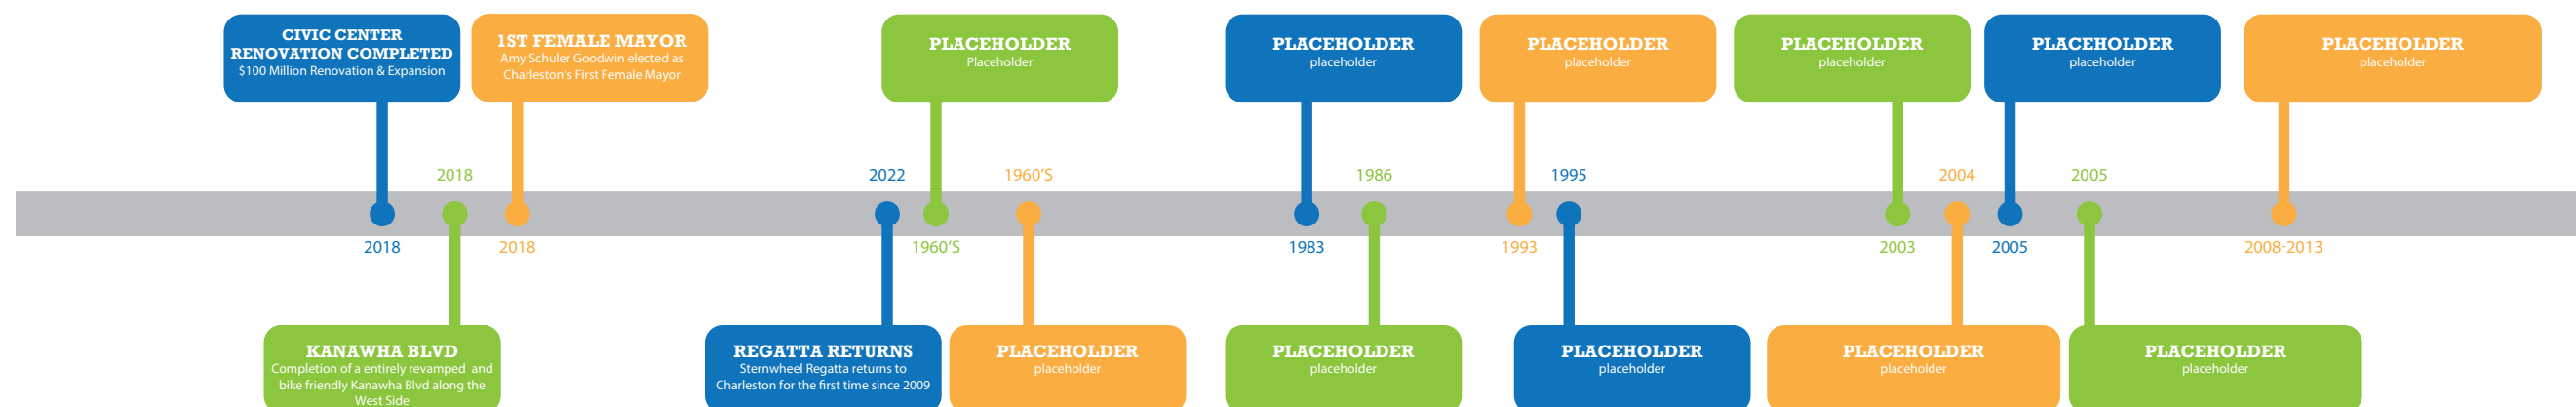 CIVIC CENTER
RENOVATION COMPLETED
$100 Million Renovation & Expansion
1ST FEMALE MAYOR
Amy Schuler Goodwin elected as
Charleston's First Female Mayor
PLACEHOLDER
Placeholder
PLACEHOLDER
placeholder
PLACEHOLDER
placeholder
PLACEHOLDER
placeholder
PLACEHOLDER
placeholder
PLACEHOLDER
placeholder
2018
2022
1960'S
1986
1995
2004
2005
2018
2018
1960'S
1983
1993
2003
2005
2008-2013
KANAWHA BLVD
Completion of a entirely revamped and
bike friendly Kanawha Blvd along the
West Side
REGATTA RETURNS
Sternwheel Regatta returns to
Charleston for the first time since 2009
PLACEHOLDER
placeholder
PLACEHOLDER
placeholder
PLACEHOLDER
placeholder
PLACEHOLDER
placeholder
PLACEHOLDER
placeholder